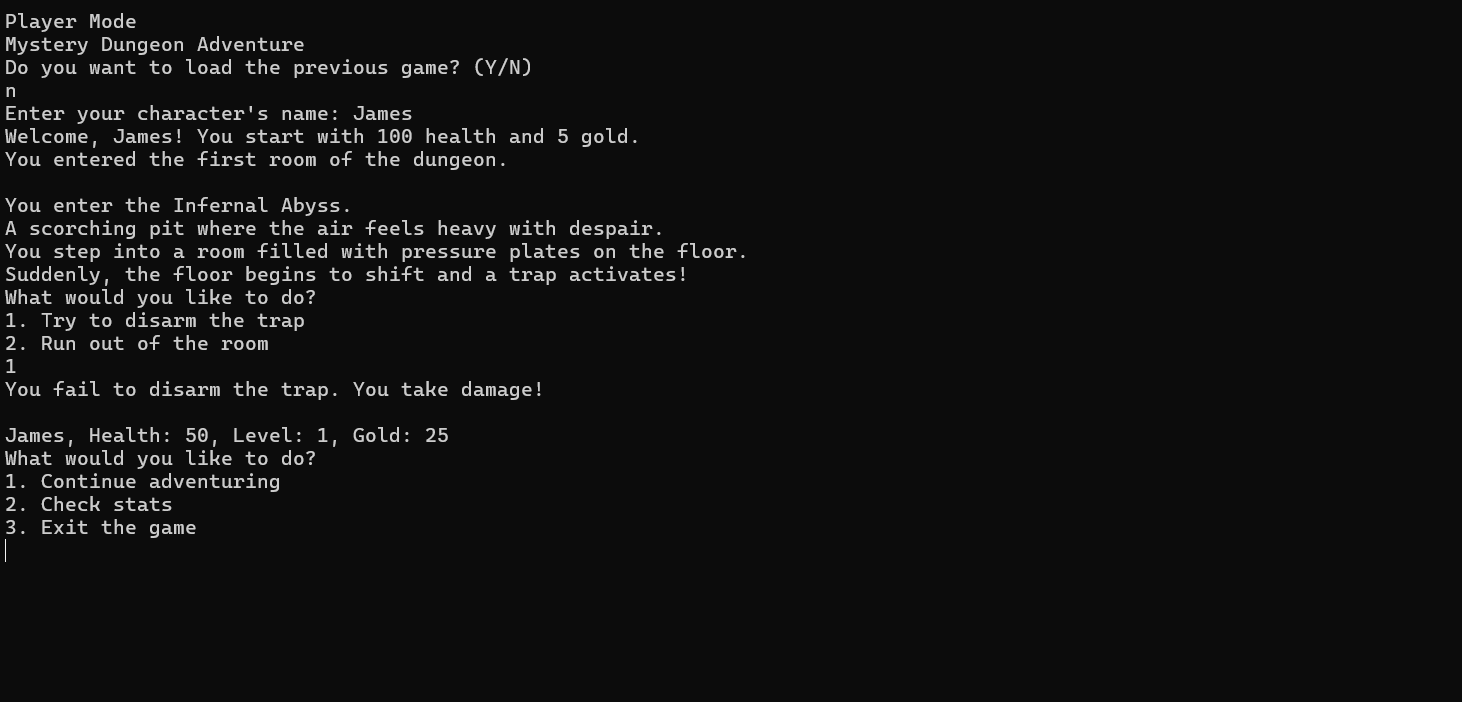 Player Mode
Mystery Dungeon Adventure
Do you want to load the previous game? (Y/N)
n
Enter your character's name: James
Welcome, James! You start with 100 health and 5 gold.
You entered the first room of the dungeon.

You enter the Infernal Abyss.
A scorching pit where the air feels heavy with despair.
You step into a room filled with pressure plates on the floor.
Suddenly, the floor begins to shift and a trap activates!
What would you like to do?
1. Try to disarm the trap
2. Run out of the room
1
You fail to disarm the trap. You take damage!

James, Health: 50, Level: 1, Gold: 25
What would you like to do?
1. Continue adventuring
2. Check stats
3. Exit the game